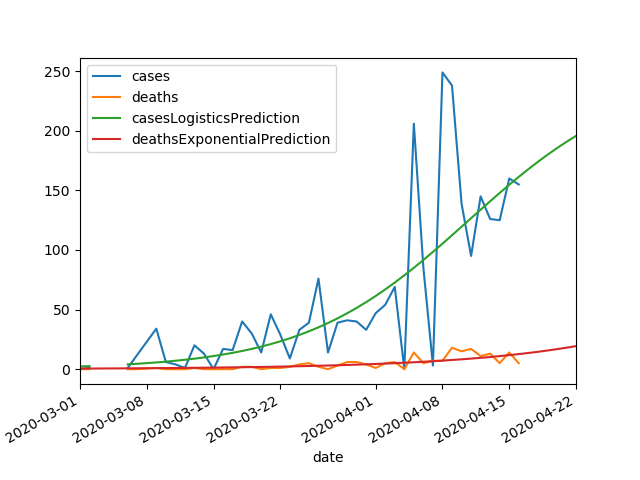 250
200
150
100
50
0
cases
deaths
casesLogisticsPrediction
deathsExponentialPrediction
2020-03-01
2020-03-08
2020-03-15
2020-03-22
2020-04-01
2020-04-08
2020-04-15
2020-04-22
date